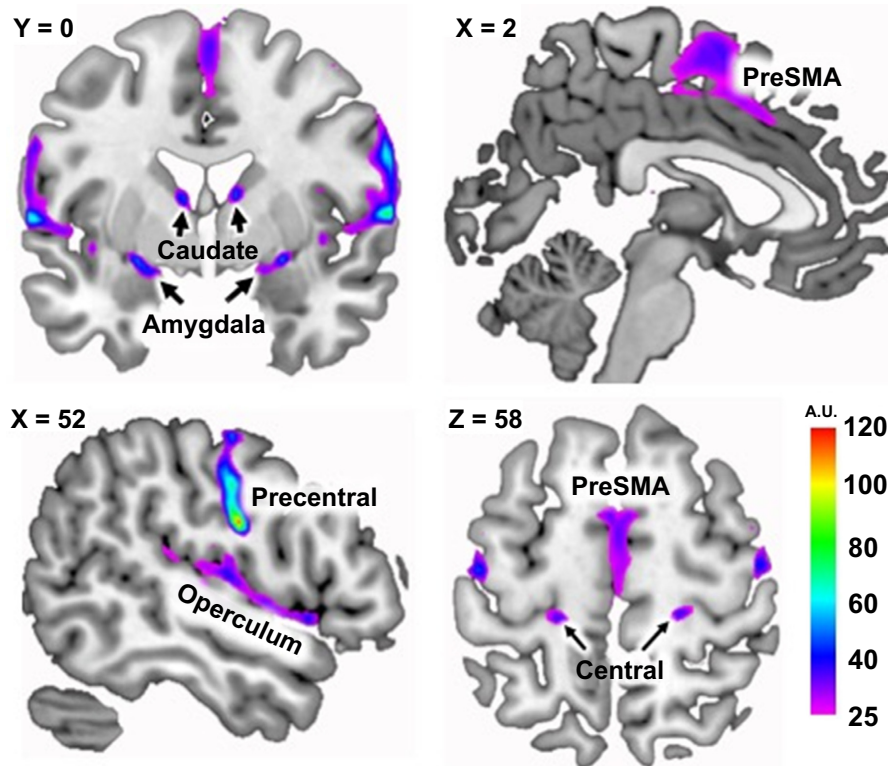 Y = 0
Caudate
Amygdala
X = 2
PreSMA
X = 52
Precentral
Operculum
Z = 58
PreSMA
Central
A.U.
120
100
80
60
40
25